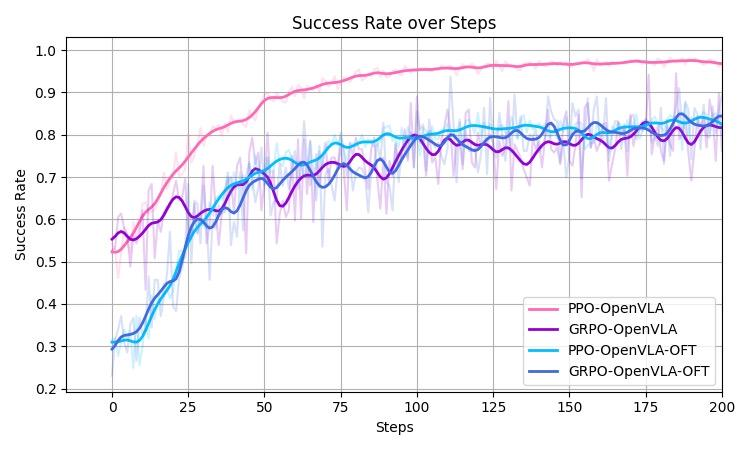 Success Rate over Steps
Success Rate
1.0
0.9
0.8
0.7
0.6
0.5
0.4
0.3
0.2
PPO-OpenVLA
GRPO-OpenVLA
PPO-OpenVLA-OFT
GRPO-OpenVLA-OFT
0 25 50 75 100 125 150 175 200
Steps